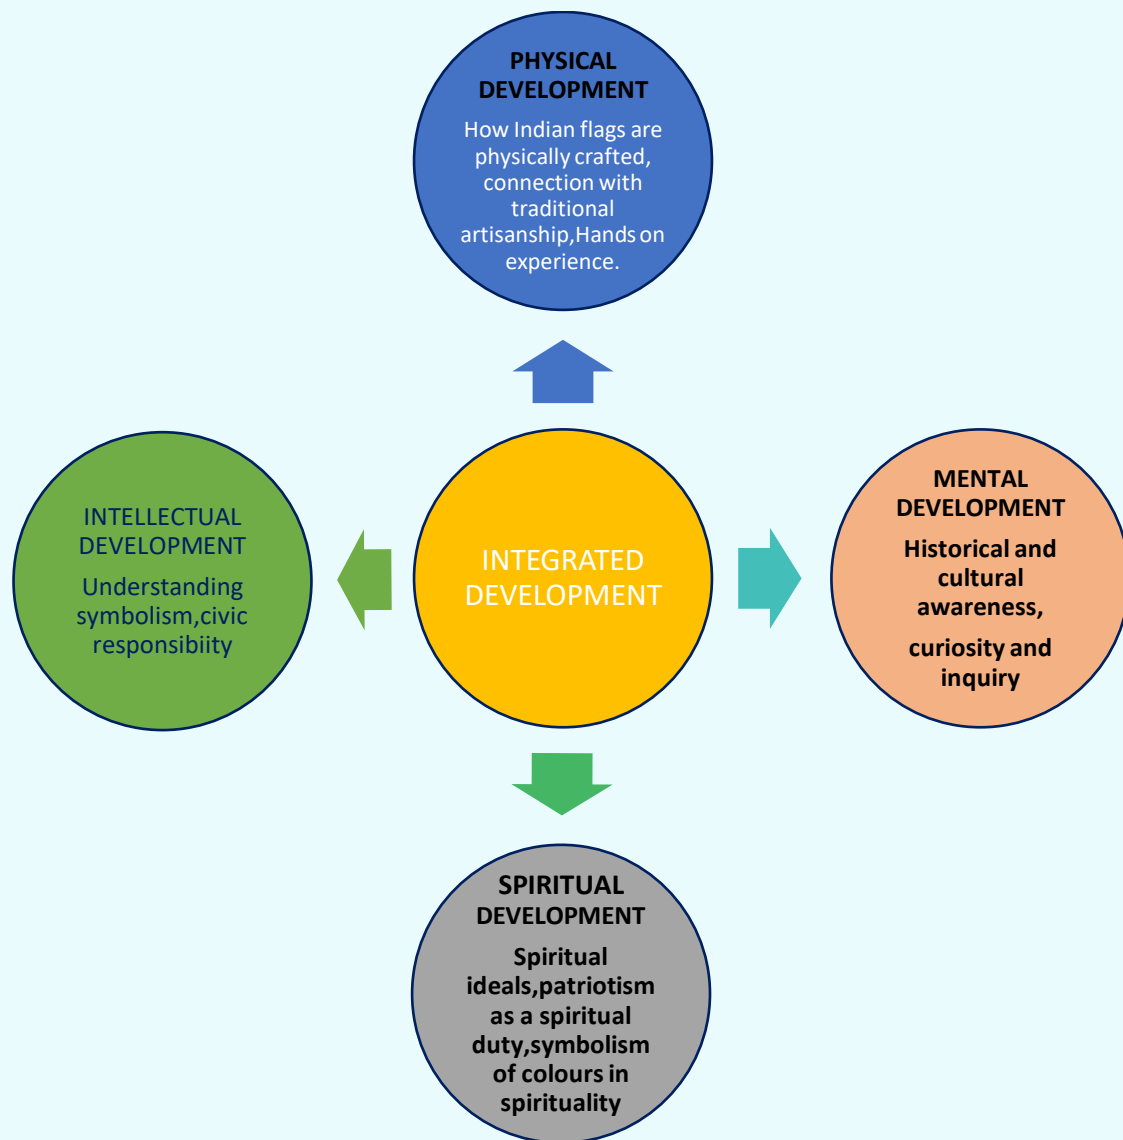 PHYSICAL
DEVELOPMENT
How Indian flags are
physically crafted,
connection with
traditional
artisanship,Hands on
experience.
INTELLECTUAL
DEVELOPMENT
Understanding
symbolism,civic
responsibiity
INTEGRATED
DEVELOPMENT
MENTAL
DEVELOPMENT
Historical and
cultural
awareness,
curiosity and
inquiry
SPIRITUAL
DEVELOPMENT
Spiritual
ideals,patriotism
as a spiritual
duty,symbolism
of colours in
spirituality